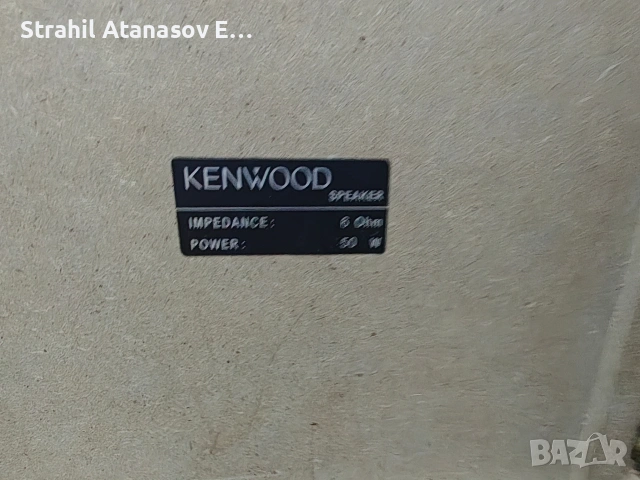 Strahil Atanasov E...
KENWOOD
SPEAKER
IMPEDANCE: 6 Ohm
POWER: 50 W
BAZAR